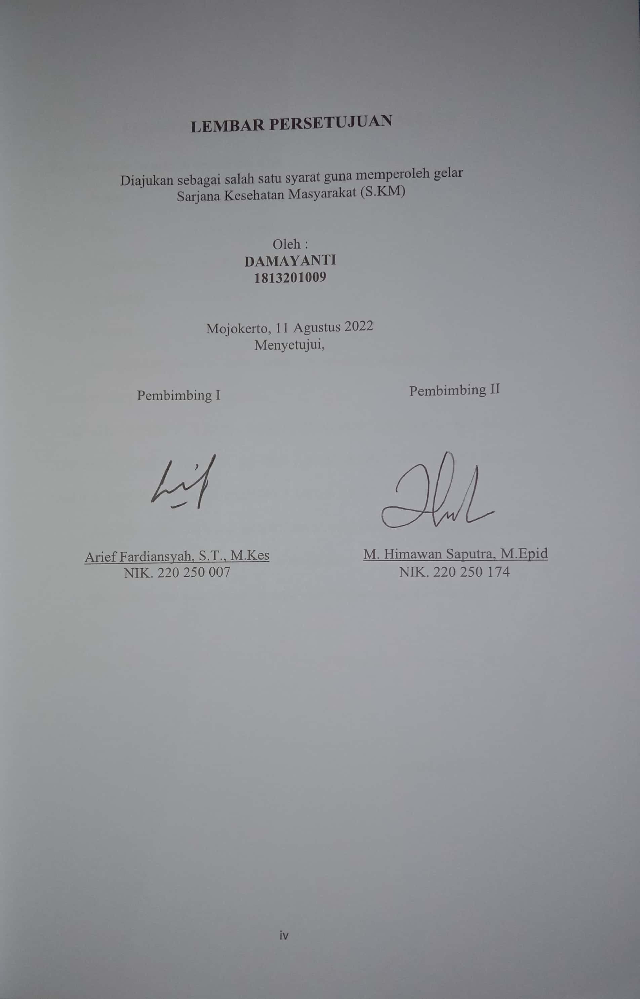 LEMBAR PERSETUJUAN
Diajukan sebagai salah satu syarat guna memperoleh gelar
Sarjana Kesehatan Masyarakat (S.KM)
Oleh :
DAMAYANTI
1813201009
Mojokerto, 11 Agustus 2022
Menyetujui,
Pembimbing I
Pembimbing II
Arief Fardiansyah, S.T., M.Kes
NIK. 220 250 007
M. Himawan Saputra, M.Epid
NIK. 220 250 174
iv